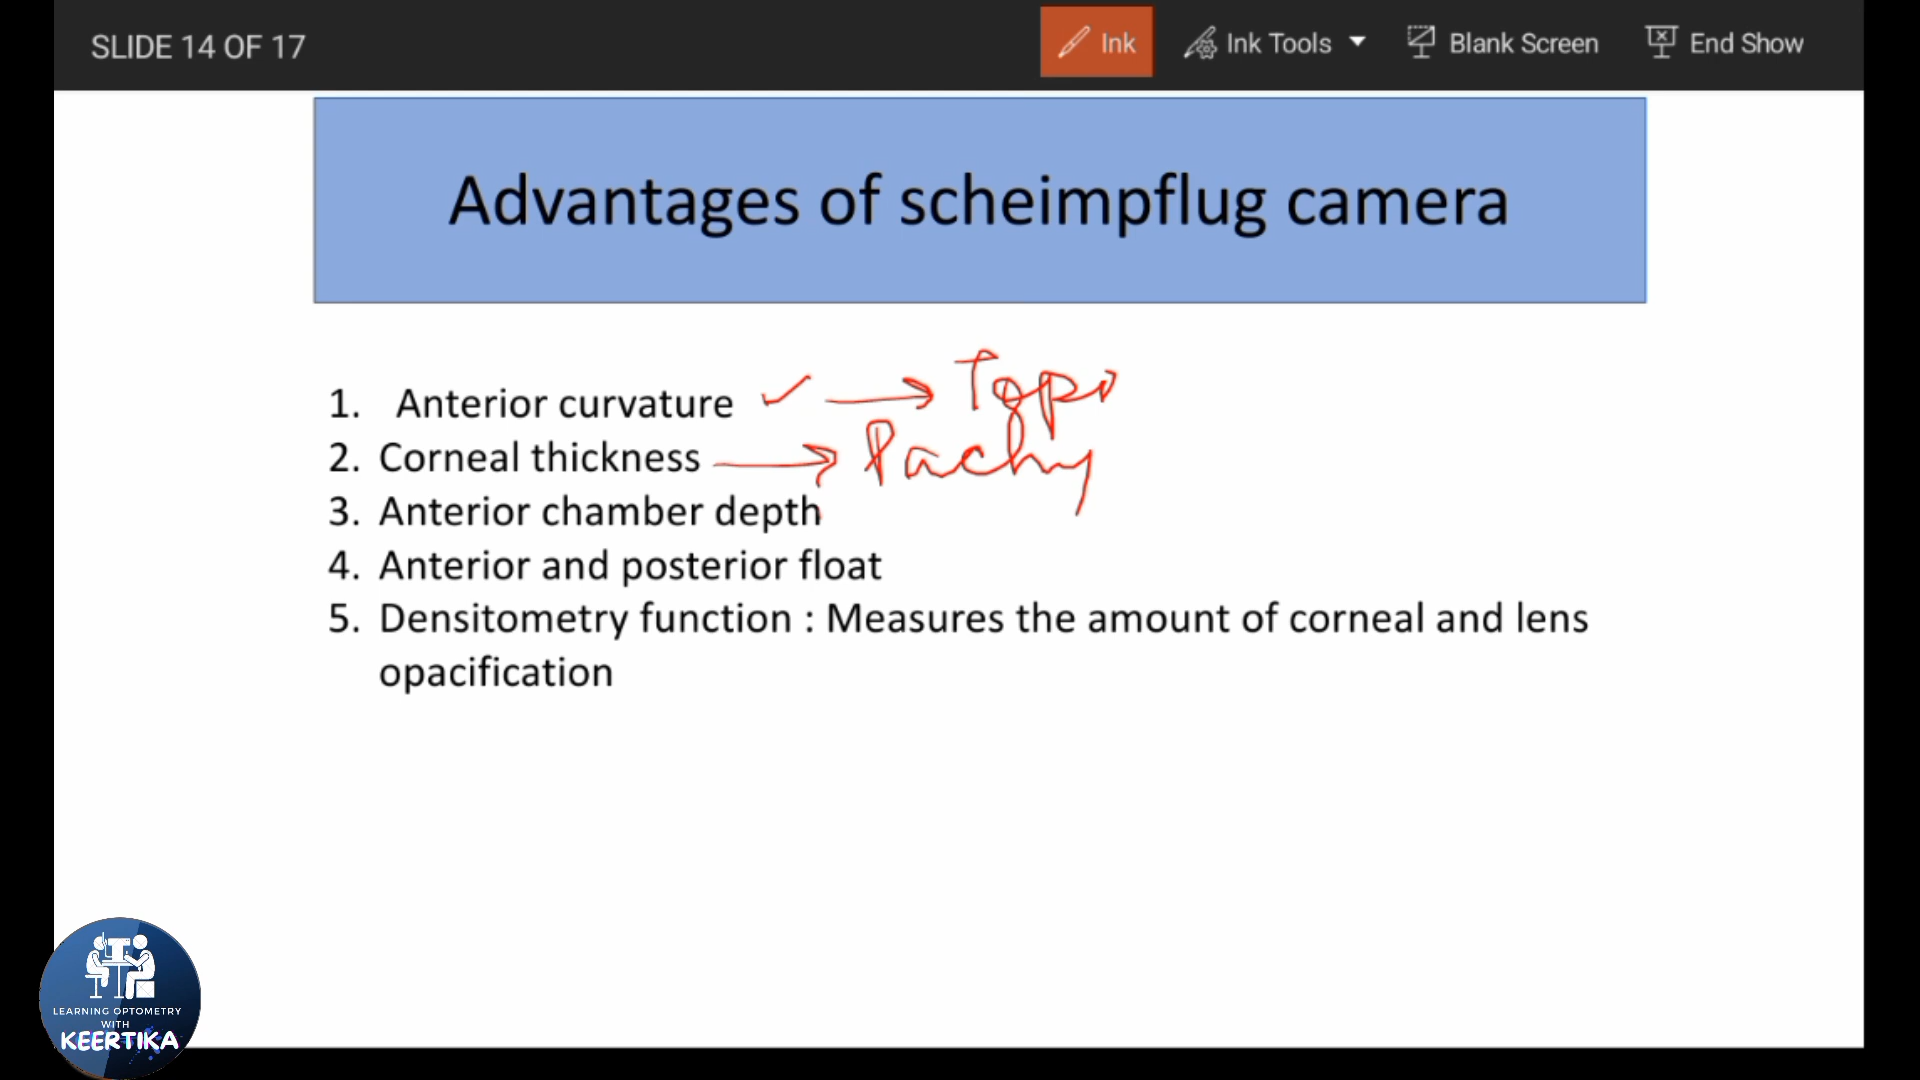 SLIDE 14 OF 17
Ink
Ink Tools
Blank Screen
End Show
Advantages of scheimpflug camera
1. Anterior curvature ✓ → Topo
2. Corneal thickness → Pachy
3. Anterior chamber depth
4. Anterior and posterior float
5. Densitometry function : Measures the amount of corneal and lens
opacification
LEARNING OPTOMETRY
WITH
KEERTIKA